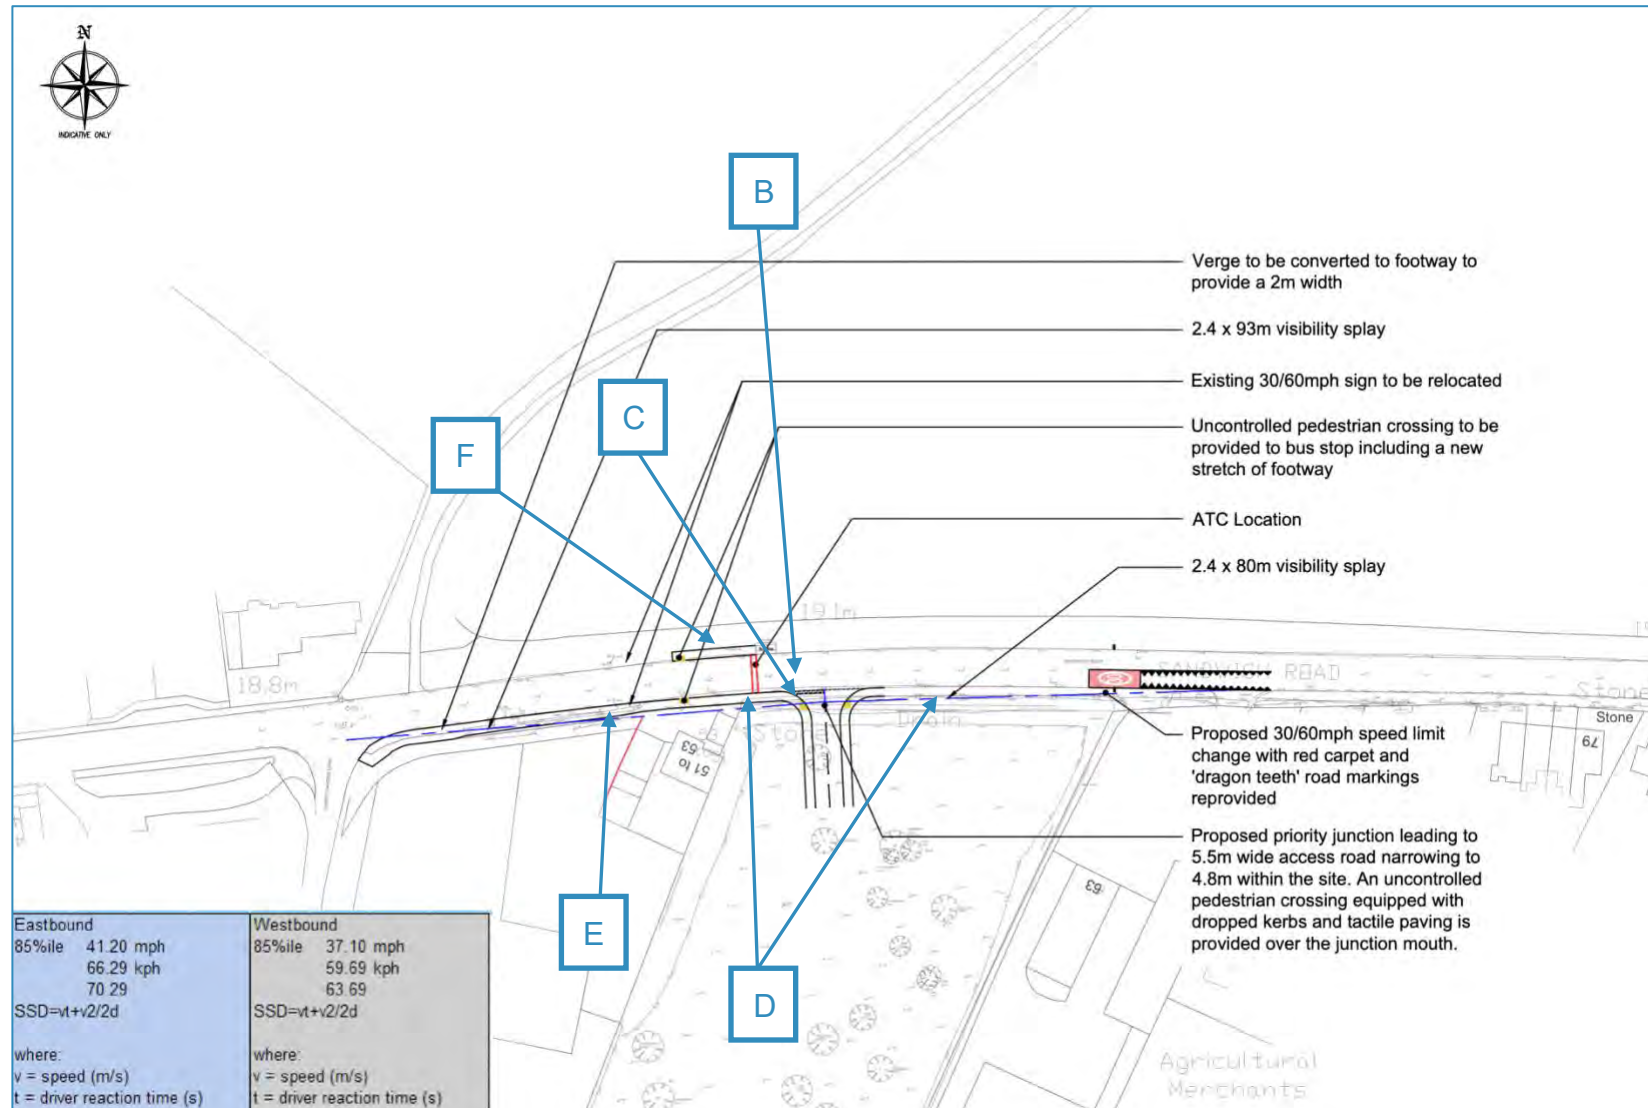 N
INDICATIVE ONLY
B
Verge to be converted to footway to
provide a 2m width
2.4 x 93m visibility splay
Existing 30/60mph sign to be relocated
C
Uncontrolled pedestrian crossing to be
provided to bus stop including a new
stretch of footway
F
ATC Location
2.4 x 80m visibility splay
19.1m
18.8m
SANDWICH ROAD
Stone
Stone
Drain
Stone
79
53
51 to
63
Proposed 30/60mph speed limit
change with red carpet and
'dragon teeth' road markings
reprovided
Proposed priority junction leading to
5.5m wide access road narrowing to
4.8m within the site. An uncontrolled
pedestrian crossing equipped with
dropped kerbs and tactile paving is
provided over the junction mouth.
63
E
D
Eastbound
85%ile 41.20 mph
66.29 kph
70.29
SSD=vt+v2/2d
where:
v = speed (m/s)
t = driver reaction time (s)
Westbound
85%ile 37.10 mph
59.69 kph
63.69
SSD=vt+v2/2d
where:
v = speed (m/s)
t = driver reaction time (s)
Agricultural
Merchants